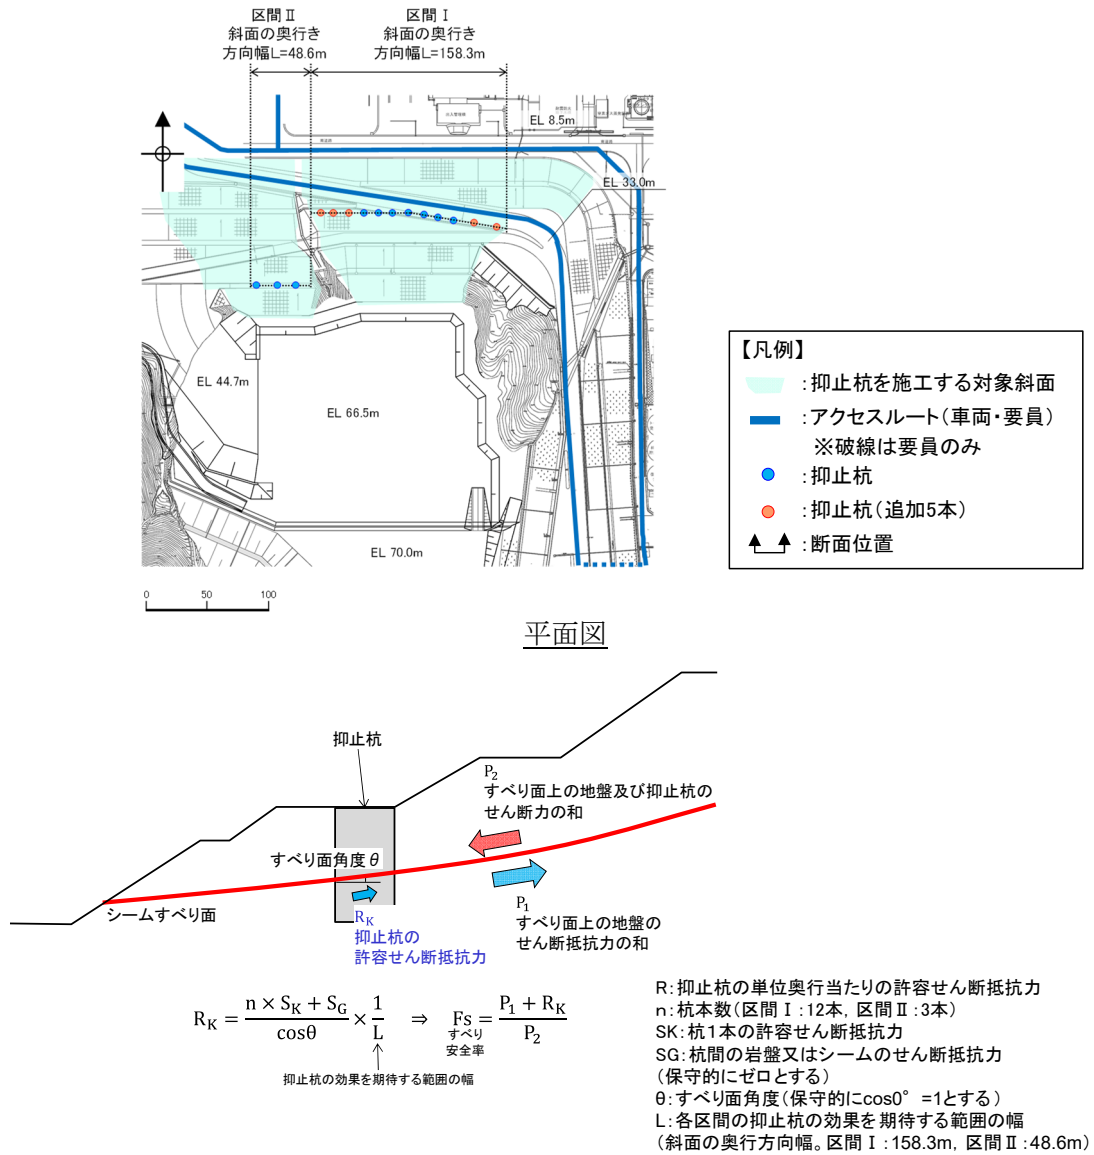 区間Ⅱ
斜面の奥行き
方向幅L=48.6m
区間Ⅰ
斜面の奥行き
方向幅L=158.3m
EL 8.5m
EL 33.0m
EL 44.7m
EL 66.5m
EL 70.0m
0 50 100
【凡例】
:抑止杭を施工する対象斜面
:アクセスルート(車両・要員)
※破線は要員のみ
:抑止杭
:抑止杭(追加5本)
:断面位置
平面図
抑止杭
P₂
すべり面上の地盤及び抑止杭の
せん断力の和
すべり面角度θ
シームすべり面
R_K
抑止杭の
許容せん断抵抗力
P₁
すべり面上の地盤の
せん断抵抗力の和
R_K = (n × S_K + S_G)/cosθ × 1/L ⇒ Fs = (P₁ + R_K)/P₂
すべり
安全率
抑止杭の効果を期待する範囲の幅
R:抑止杭の単位奥行当たりの許容せん断抵抗力
n:杭本数(区間Ⅰ:12本, 区間Ⅱ:3本)
SK:杭1本の許容せん断抵抗力
SG:杭間の岩盤又はシームのせん断抵抗力
(保守的にゼロとする)
θ:すべり面角度(保守的にcos0°=1とする)
L:各区間の抑止杭の効果を期待する範囲の幅
(斜面の奥行方向幅。区間Ⅰ:158.3m, 区間Ⅱ:48.6m)